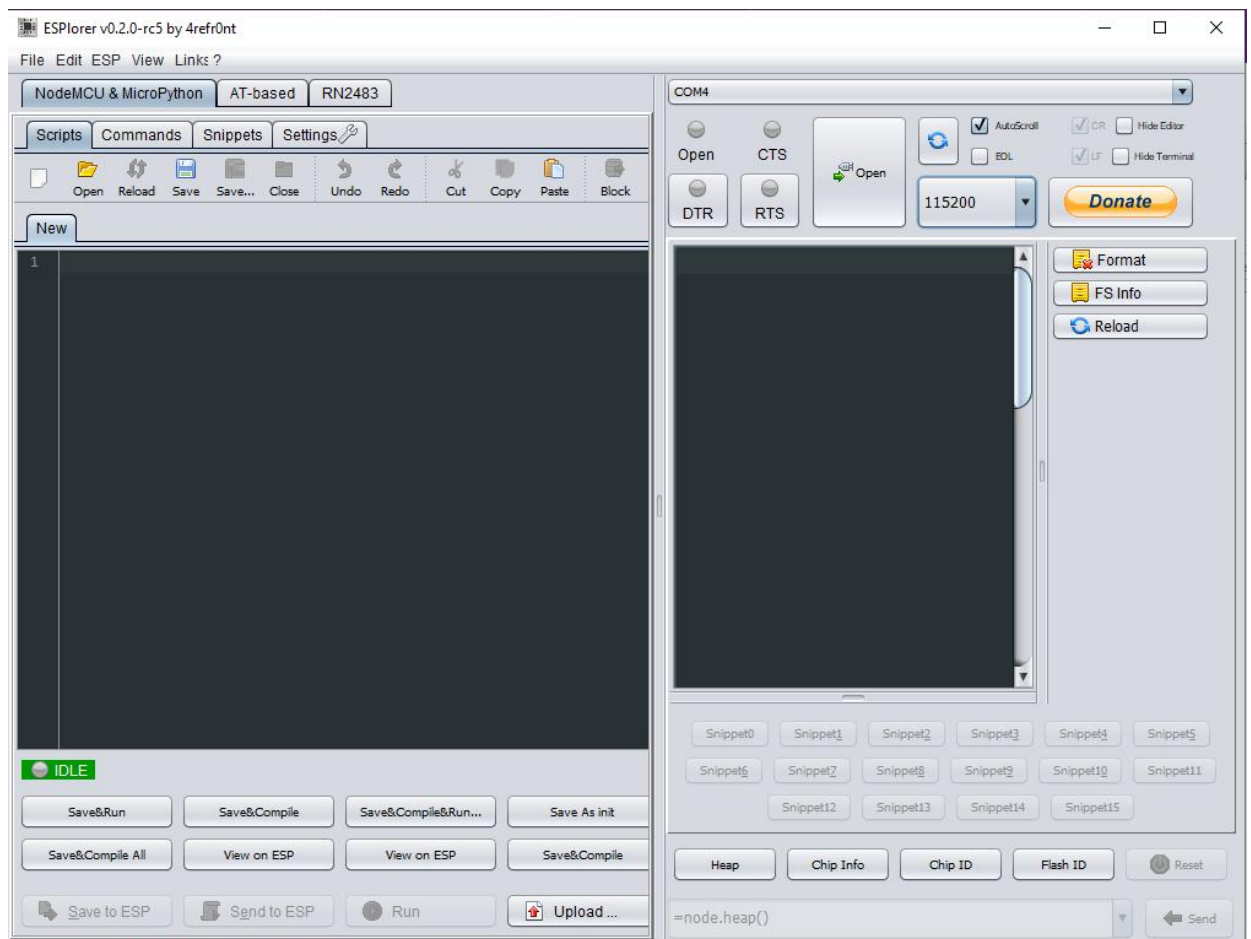 ESPlorer v0.2.0-rc5 by 4refr0nt
File Edit ESP View Links ?
NodeMCU & MicroPython AT-based RN2483
Scripts Commands Snippets Settings
Open Reload Save Save... Close Undo Redo Cut Copy Paste Block
New
1
IDLE
Save&Run Save&Compile Save&Compile&Run... Save As init
Save&Compile All View on ESP View on ESP Save&Compile
Save to ESP Send to ESP Run Upload ...
COM4
Open CTS
DTR RTS
Open
AutoScroll CR Hide Editor
EOL LF Hide Terminal
115200 Donate
Format
FS Info
Reload
Snippet0 Snippet1 Snippet2 Snippet3 Snippet4 Snippet5
Snippet6 Snippet7 Snippet8 Snippet9 Snippet10 Snippet11
Snippet12 Snippet13 Snippet14 Snippet15
Heap Chip Info Chip ID Flash ID Reset
=node.heap() Send